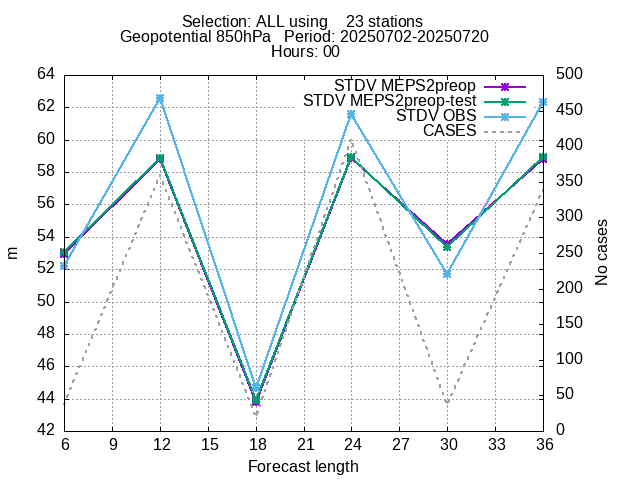 Selection: ALL using    23 stations
Geopotential 850hPa   Period: 20250702-20250720
Hours: 00
STDV MEPS2preop
STDV MEPS2preop-test
STDV OBS
CASES
64
62
60
58
56
54
52
50
48
46
44
42
m
500
450
400
350
300
250
200
150
100
50
0
No cases
6 9 12 15 18 21 24 27 30 33 36
Forecast length